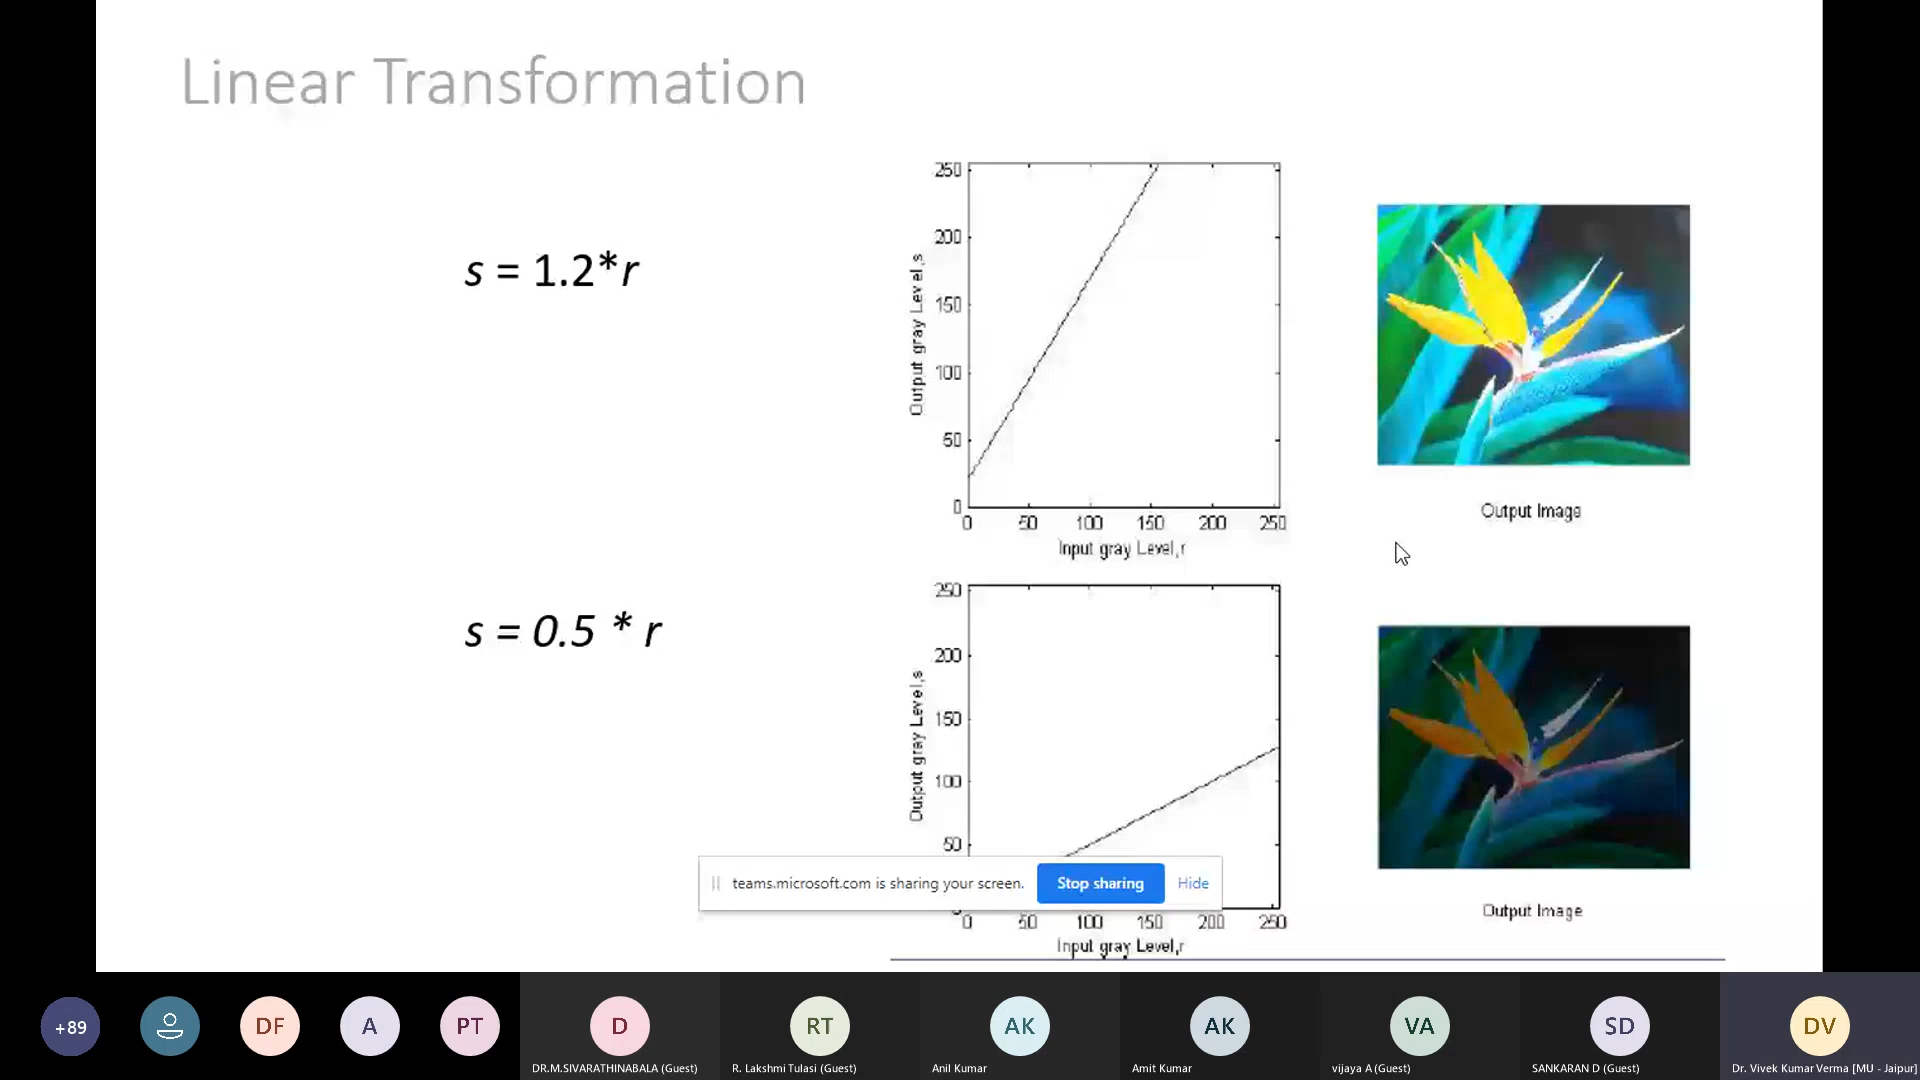 Linear Transformation
s = 1.2*r
250
200
150
100
50
0
Output gray Level,s
0 50 100 150 200 250
Input gray Level,r
Output Image
s = 0.5 * r
250
200
150
100
50
Output gray Level,s
teams.microsoft.com is sharing your screen. Stop sharing Hide
0 50 100 150 200 250
Input gray Level,r
Output Image
+89 DF A PT D RT AK AK VA SD DV
DR.M.SIVARATHINABALA (Guest) R. Lakshmi Tulasi (Guest) Anil Kumar Amit Kumar vijaya A (Guest) SANKARAN D (Guest) Dr. Vivek Kumar Verma [MU - Jaipur]